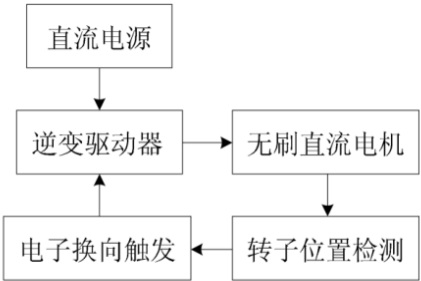 直流电源
逆变驱动器
无刷直流电机
电子换向触发
转子位置检测